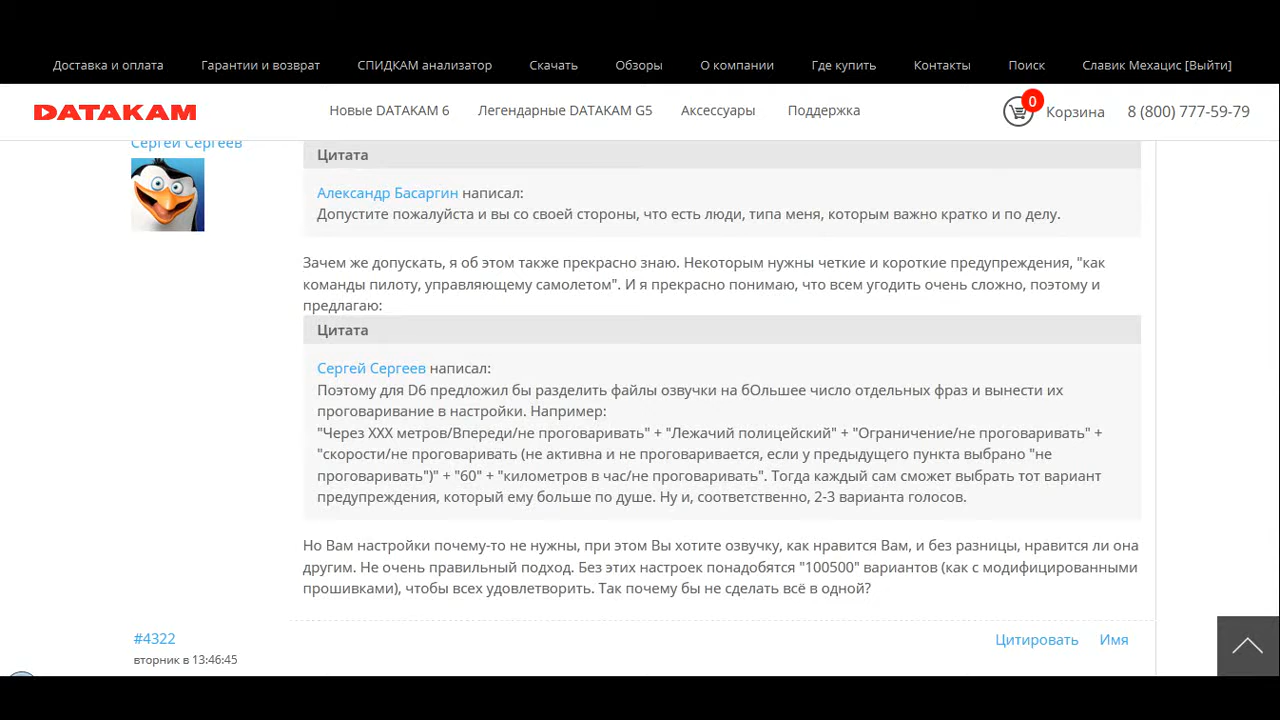 Доставка и оплата Гарантии и возврат СПИДКАМ анализатор Скачать Обзоры О компании Где купить Контакты Поиск Славик Мехацис [Выйти]
DATAKAM Новые DATAKAM 6 Легендарные DATAKAM G5 Аксессуары Поддержка 0 Корзина 8 (800) 777-59-79
Сергей Сергеев
Цитата
Александр Басаргин написал:
Допустите пожалуйста и вы со своей стороны, что есть люди, типа меня, которым важно кратко и по делу.
Зачем же допускать, я об этом также прекрасно знаю. Некоторым нужны четкие и короткие предупреждения, "как
команды пилоту, управляющему самолетом". И я прекрасно понимаю, что всем угодить очень сложно, поэтому и
предлагаю:
Цитата
Сергей Сергеев написал:
Поэтому для D6 предложил бы разделить файлы озвучки на бОльшее число отдельных фраз и вынести их
проговаривание в настройки. Например:
"Через ХХХ метров/Впереди/не проговаривать" + "Лежачий полицейский" + "Ограничение/не проговаривать" +
"скорости/не проговаривать (не активна и не проговаривается, если у предыдущего пункта выбрано "не
проговаривать")" + "60" + "километров в час/не проговаривать". Тогда каждый сам сможет выбрать тот вариант
предупреждения, который ему больше по душе. Ну и, соответственно, 2-3 варианта голосов.
Но Вам настройки почему-то не нужны, при этом Вы хотите озвучку, как нравится Вам, и без разницы, нравится ли она
другим. Не очень правильный подход. Без этих настроек понадобятся "100500" вариантов (как с модифицированными
прошивками), чтобы всех удовлетворить. Так почему бы не сделать всё в одной?
#4322 Цитировать Имя
вторник в 13:46:45